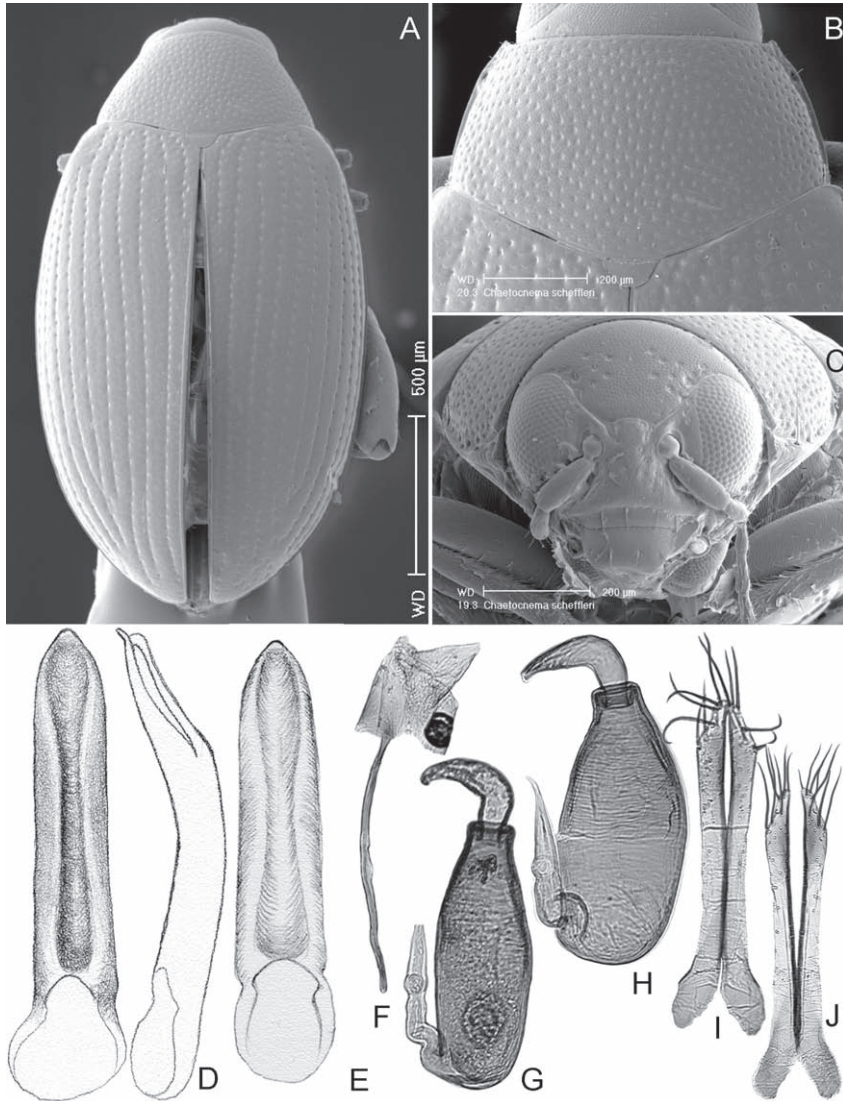 A
500 µm
WD
B
WD 200 µm
20.3 Chaetocnema scheffleri
C
WD 200 µm
19.3 Chaetocnema scheffleri
D
E
F
G
H
I
J